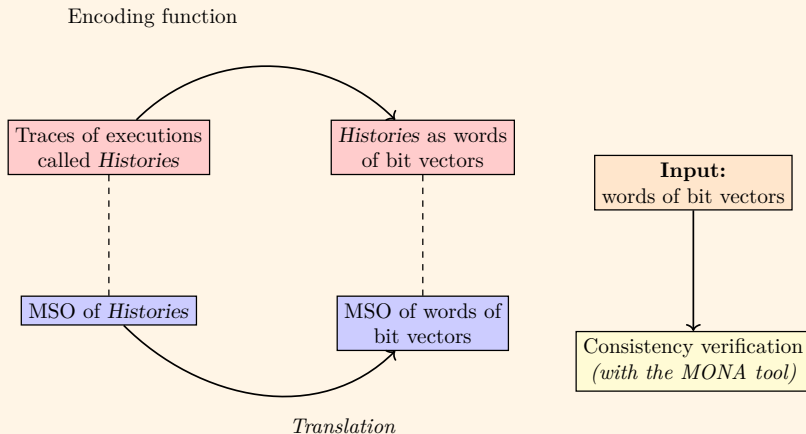 Encoding function
Traces of executions
called Histories
Histories as words
of bit vectors
Input:
words of bit vectors
MSO of Histories
MSO of words of
bit vectors
Consistency verification
(with the MONA tool)
Translation